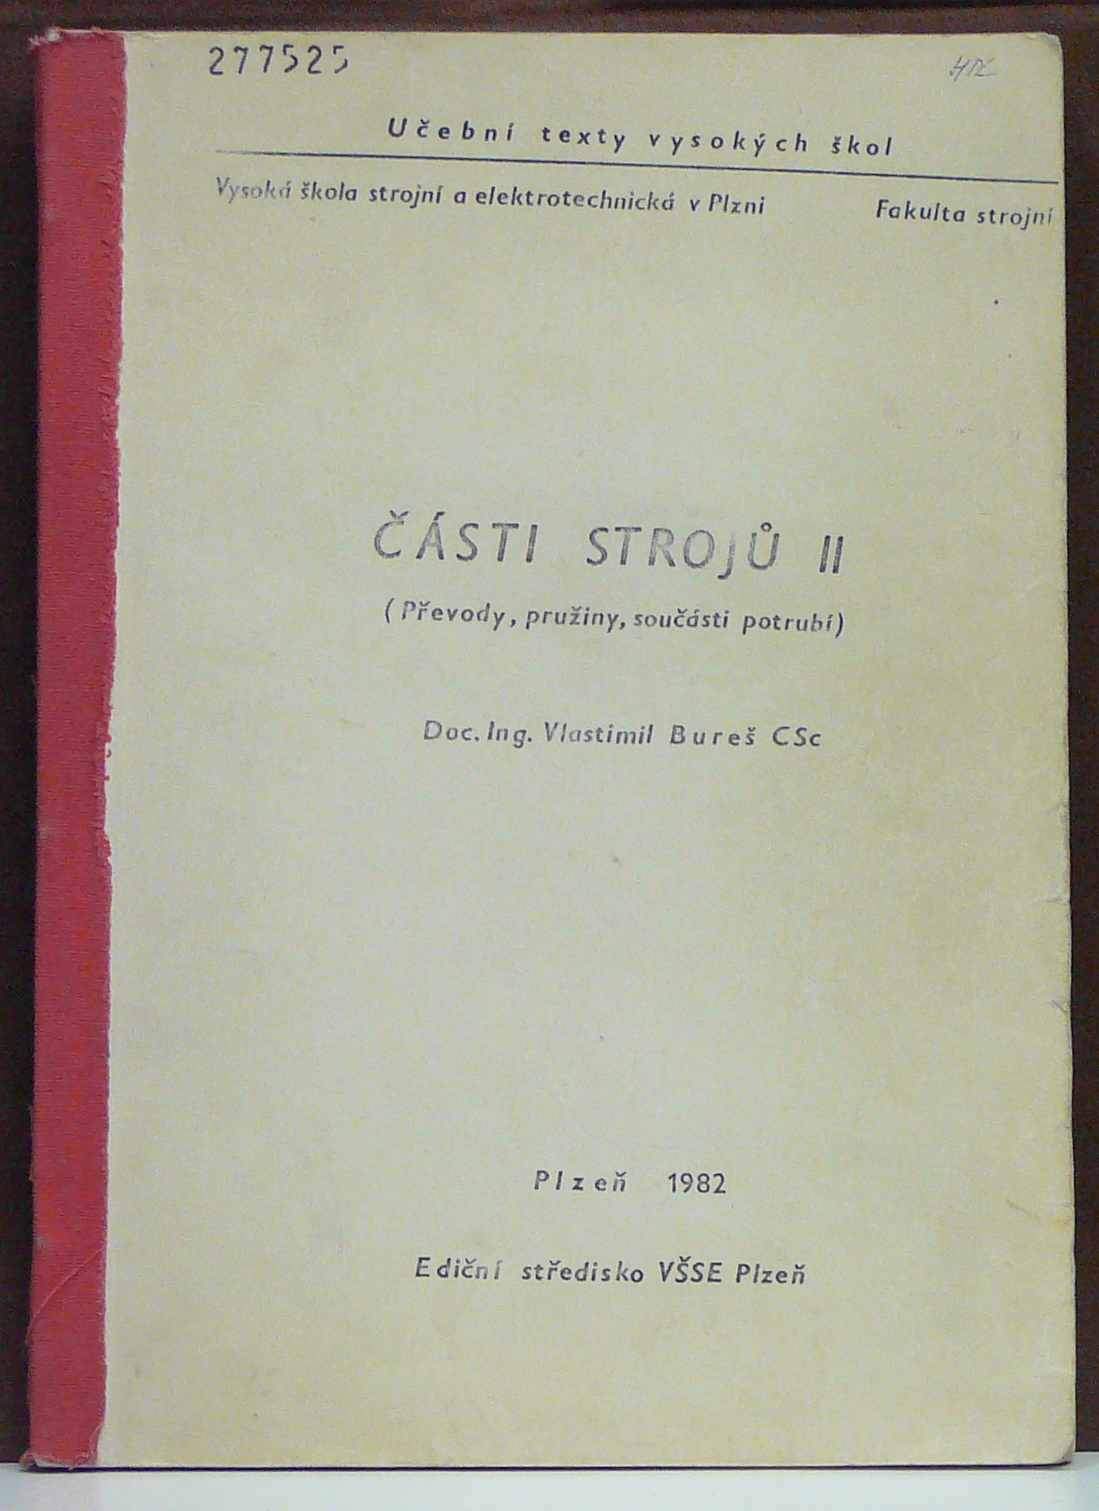 277525
Učební texty vysokých škol
Vysoká škola strojní a elektrotechnická v Plzni Fakulta strojní
ČÁSTI STROJŮ II
(Převody, pružiny, součásti potrubí)
Doc. Ing. Vlastimil Bureš CSc
Plzeň 1982
Ediční středisko VŠSE Plzeň